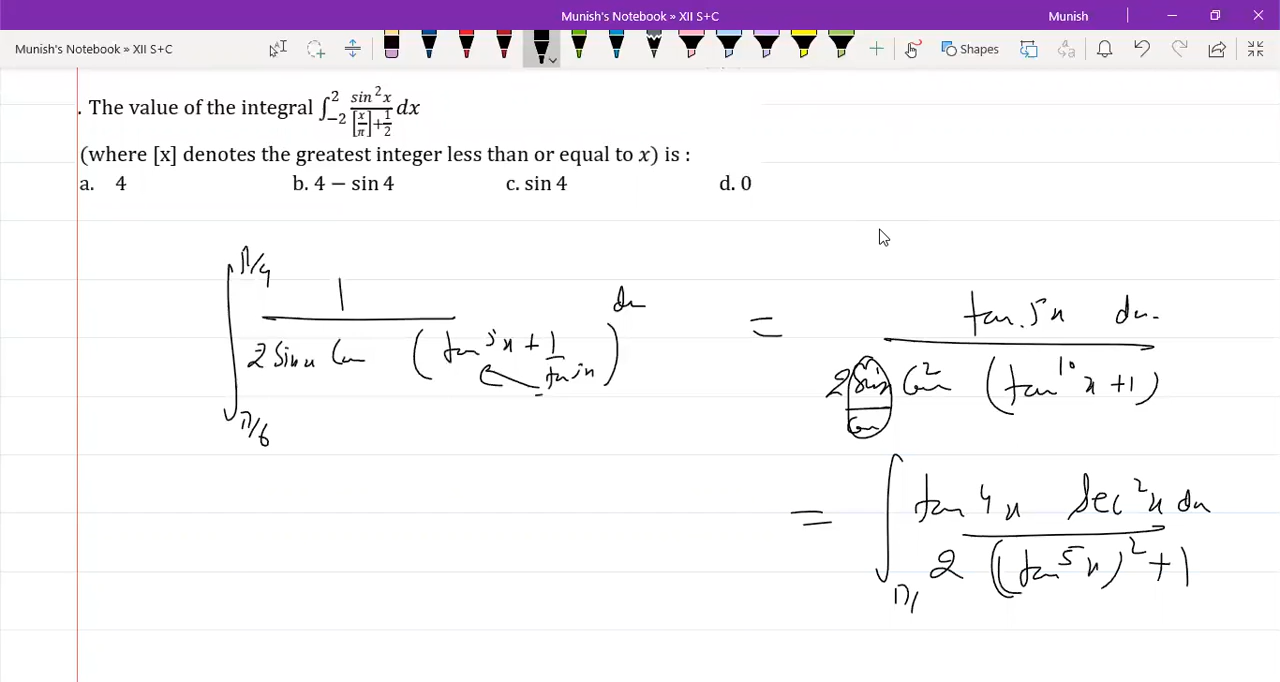 Munish's Notebook » XII S+C
Munish
Munish's Notebook » XII S+C
Shapes
. The value of the integral ∫₋₂² sin²x / ([x/π] + 1/2) dx
(where [x] denotes the greatest integer less than or equal to x) is :
a. 4 b. 4 − sin 4 c. sin 4 d. 0
∫_{π/6}^{π/4} 1 / (2 Sin x Cos (tan⁵x + 1/tan⁵x)) dx = tan⁵x dx / (2 (sin x / Cos) Cos² (tan¹⁰x + 1))
= ∫_{π/} tan⁴x Sec²x dx / (2 ((tan⁵x)² + 1